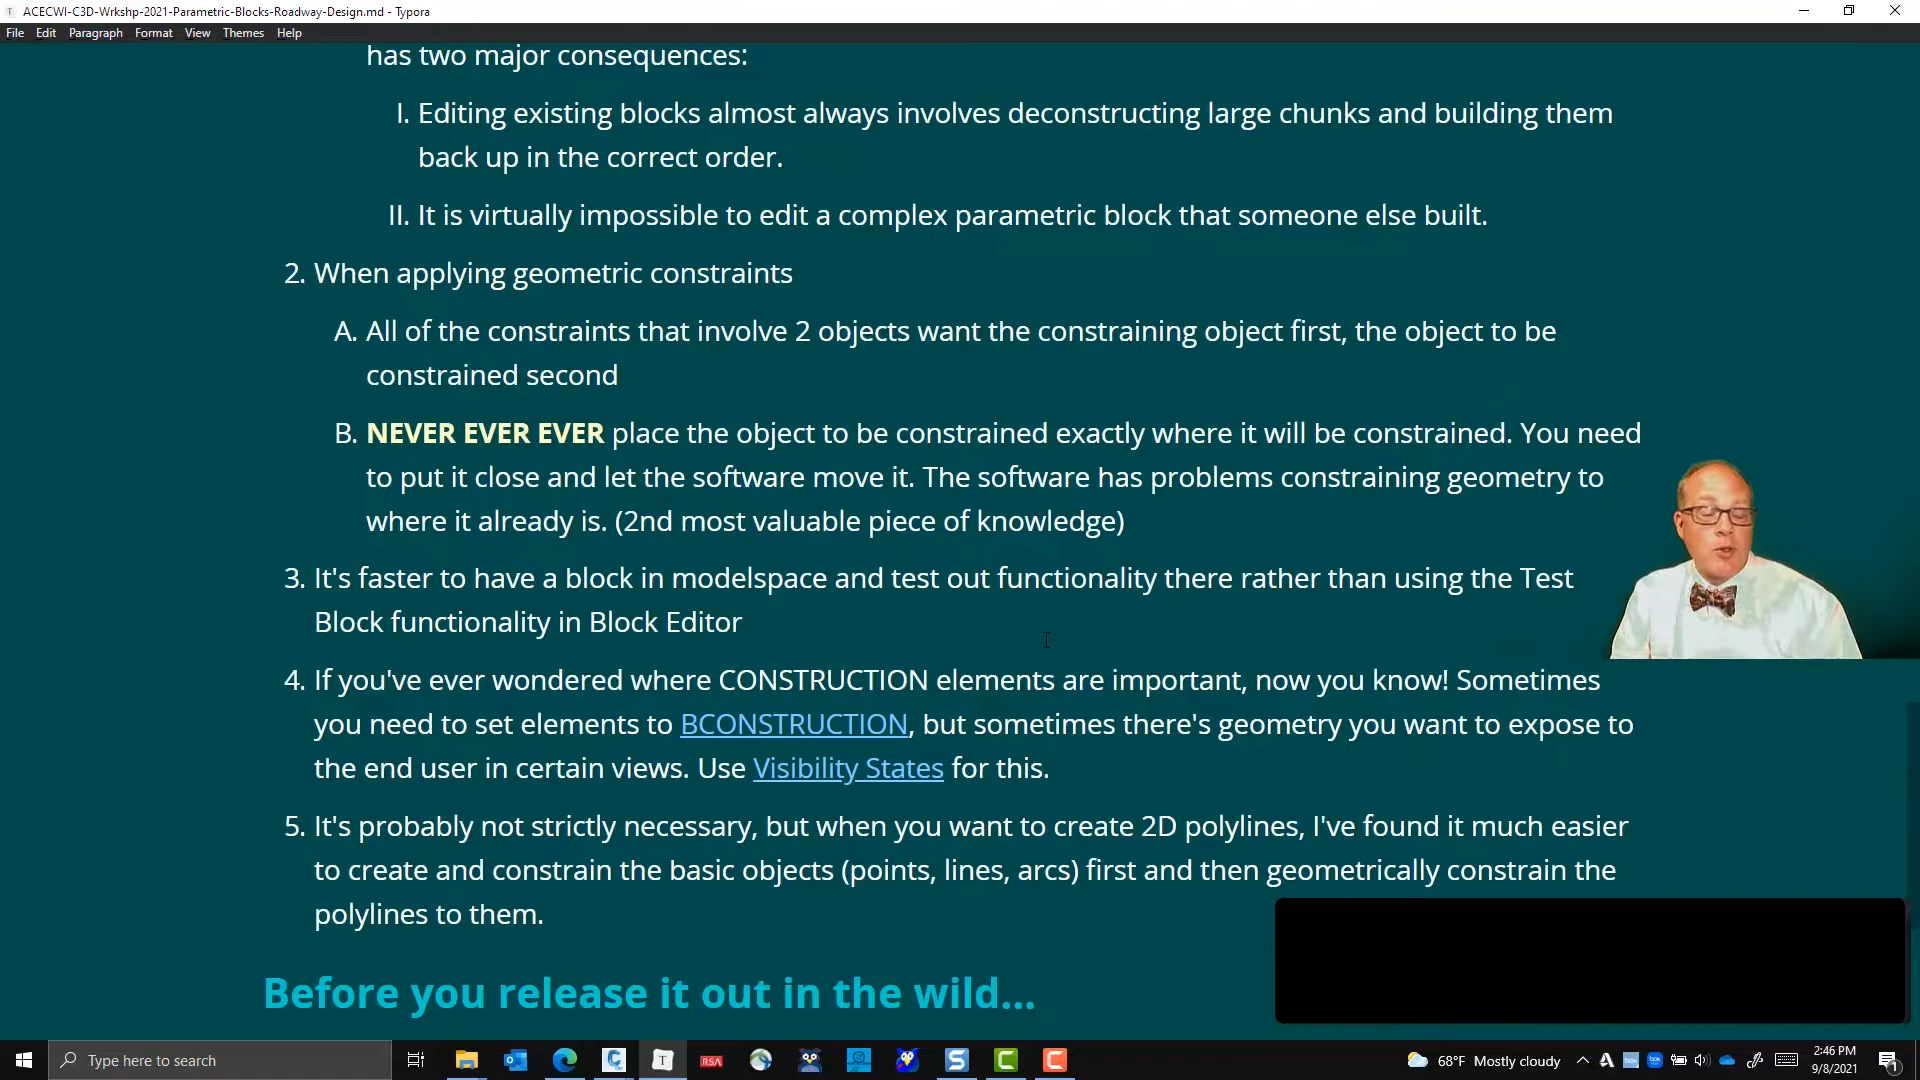 ACECWI-C3D-Wrkshp-2021-Parametric-Blocks-Roadway-Design.md - Typora
File Edit Paragraph Format View Themes Help
has two major consequences:
I. Editing existing blocks almost always involves deconstructing large chunks and building them
back up in the correct order.
II. It is virtually impossible to edit a complex parametric block that someone else built.
2. When applying geometric constraints
A. All of the constraints that involve 2 objects want the constraining object first, the object to be
constrained second
B. NEVER EVER EVER place the object to be constrained exactly where it will be constrained. You need
to put it close and let the software move it. The software has problems constraining geometry to
where it already is. (2nd most valuable piece of knowledge)
3. It's faster to have a block in modelspace and test out functionality there rather than using the Test
Block functionality in Block Editor
4. If you've ever wondered where CONSTRUCTION elements are important, now you know! Sometimes
you need to set elements to BCONSTRUCTION, but sometimes there's geometry you want to expose to
the end user in certain views. Use Visibility States for this.
5. It's probably not strictly necessary, but when you want to create 2D polylines, I've found it much easier
to create and constrain the basic objects (points, lines, arcs) first and then geometrically constrain the
polylines to them.
Before you release it out in the wild...
Type here to search
RSA
68°F Mostly cloudy
2:46 PM
9/8/2021